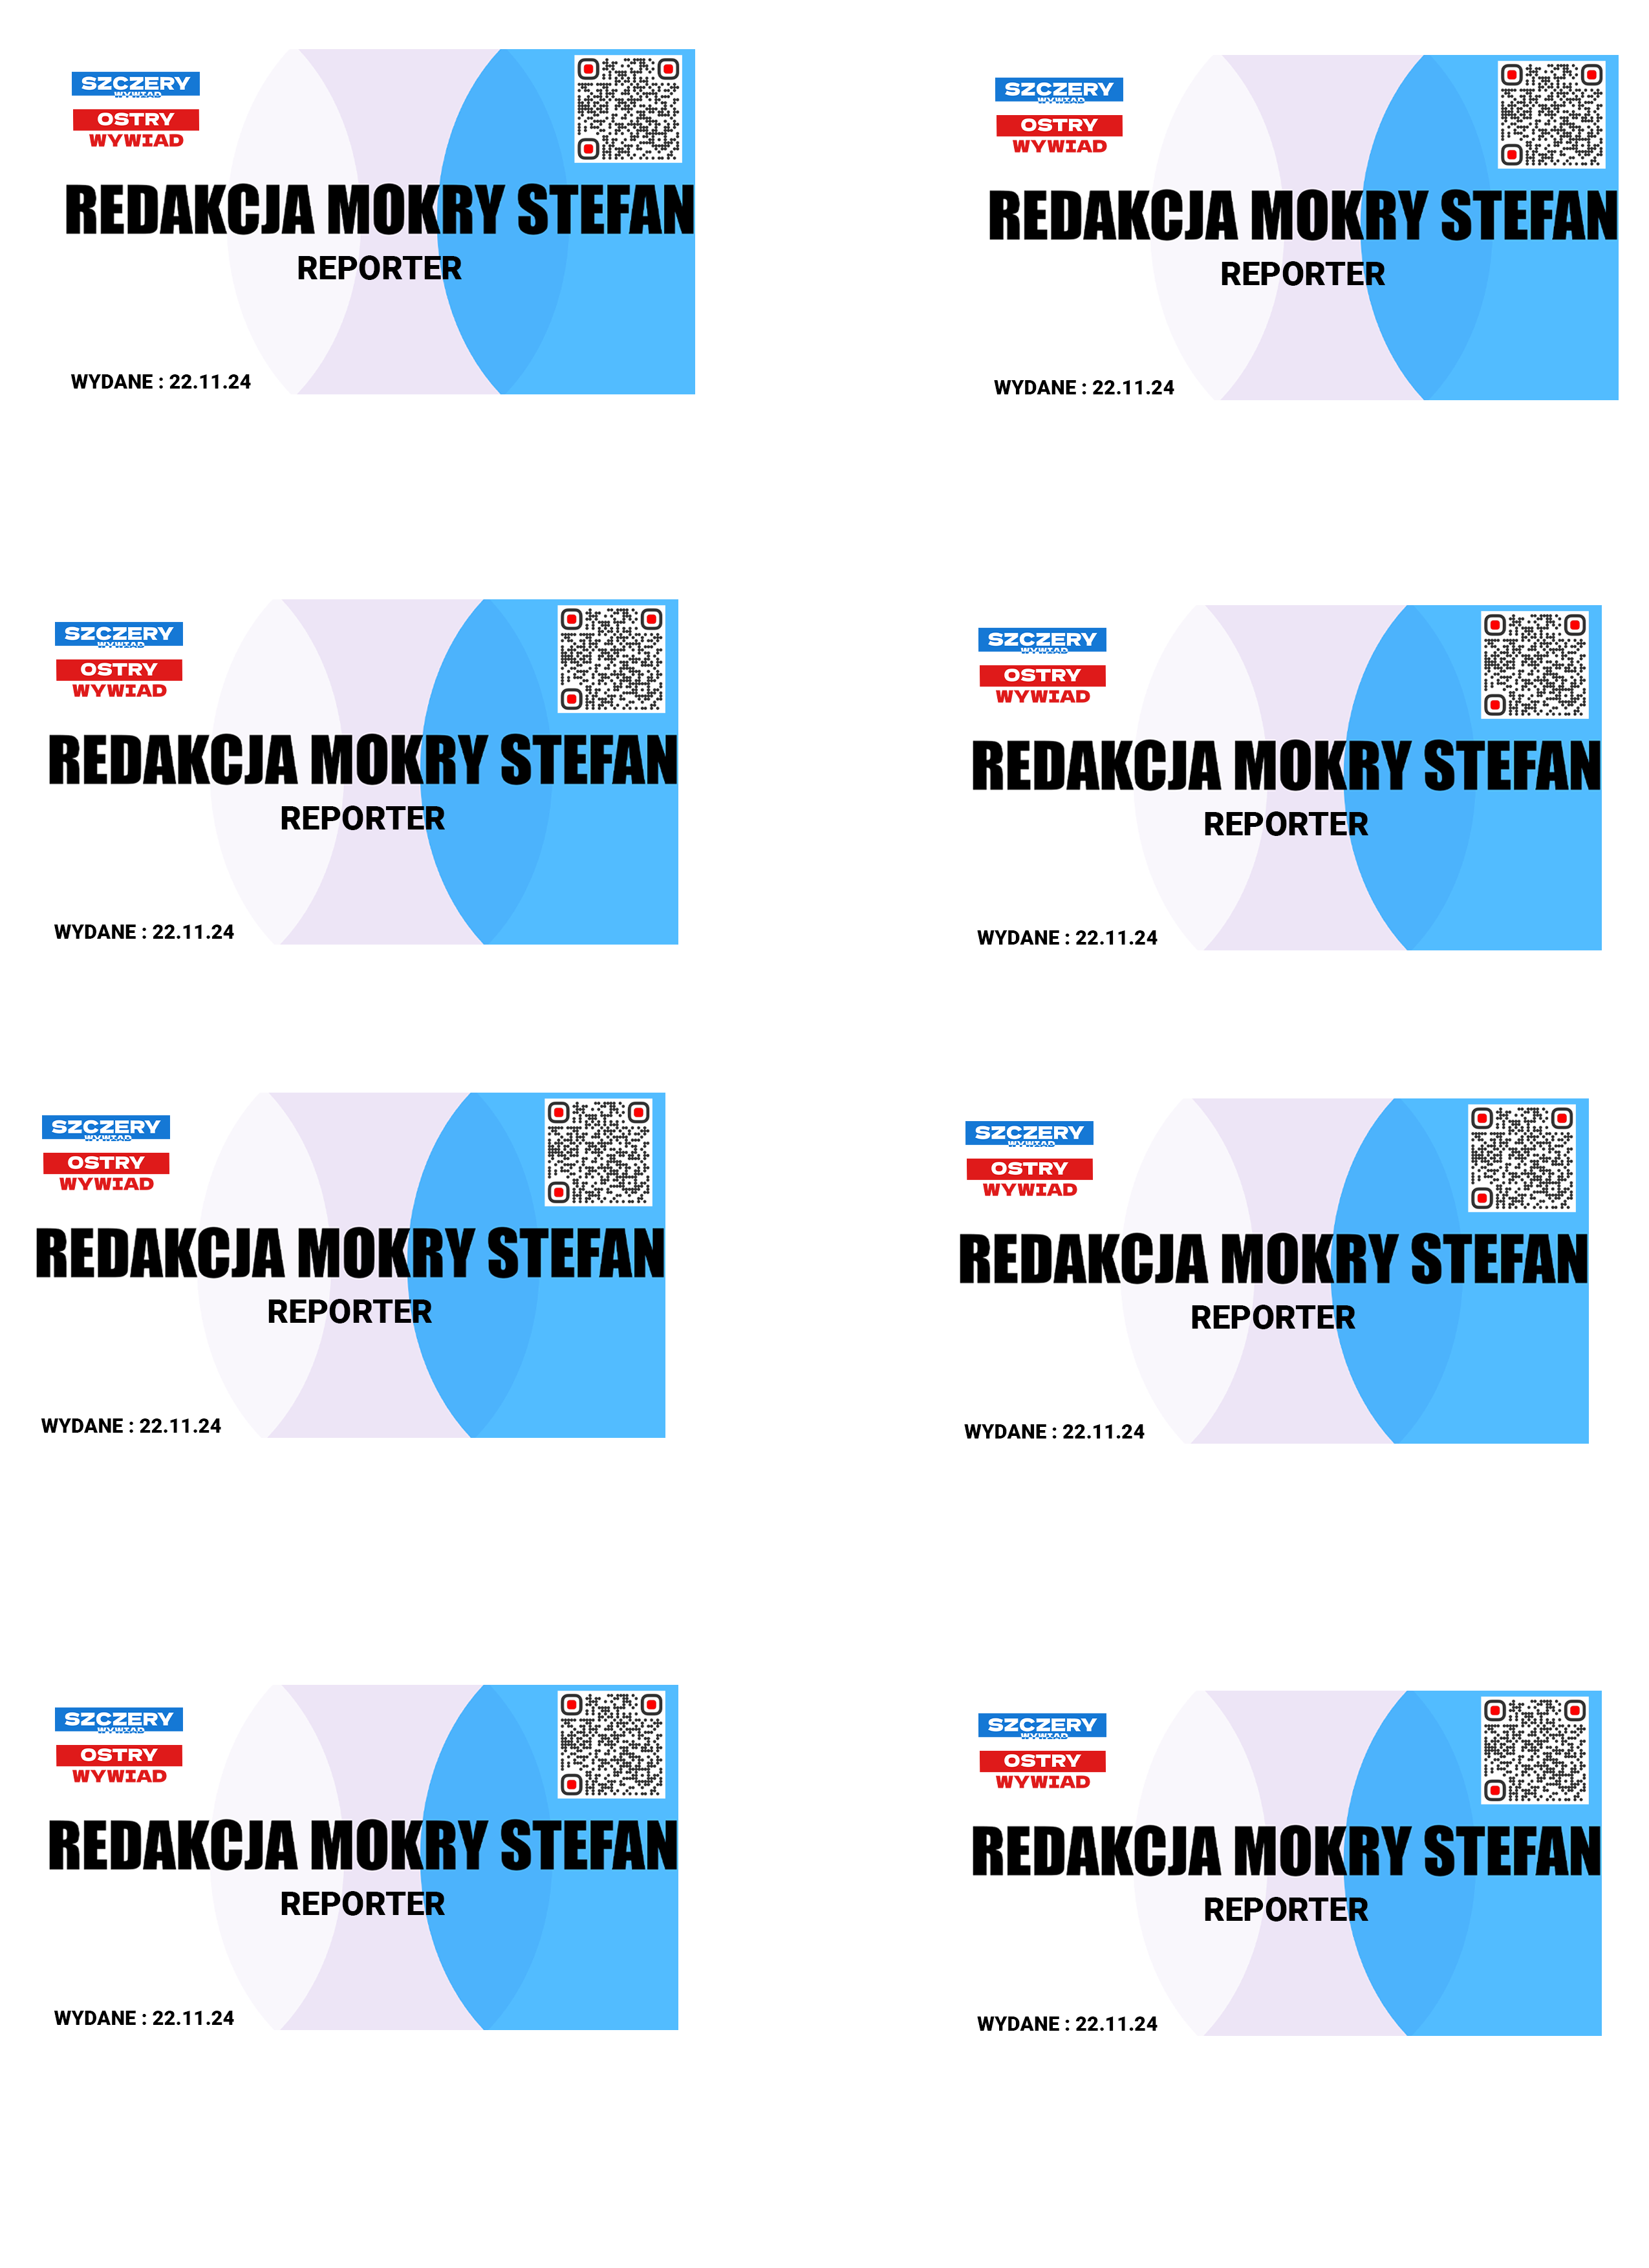 SZCZERY
WYWIAD
OSTRY
WYWIAD
REDAKCJA MOKRY STEFAN
REPORTER
WYDANE : 22.11.24
SZCZERY
WYWIAD
OSTRY
WYWIAD
REDAKCJA MOKRY STEFAN
REPORTER
WYDANE : 22.11.24
SZCZERY
WYWIAD
OSTRY
WYWIAD
REDAKCJA MOKRY STEFAN
REPORTER
WYDANE : 22.11.24
SZCZERY
WYWIAD
OSTRY
WYWIAD
REDAKCJA MOKRY STEFAN
REPORTER
WYDANE : 22.11.24
SZCZERY
WYWIAD
OSTRY
WYWIAD
REDAKCJA MOKRY STEFAN
REPORTER
WYDANE : 22.11.24
SZCZERY
WYWIAD
OSTRY
WYWIAD
REDAKCJA MOKRY STEFAN
REPORTER
WYDANE : 22.11.24
SZCZERY
WYWIAD
OSTRY
WYWIAD
REDAKCJA MOKRY STEFAN
REPORTER
WYDANE : 22.11.24
SZCZERY
WYWIAD
OSTRY
WYWIAD
REDAKCJA MOKRY STEFAN
REPORTER
WYDANE : 22.11.24